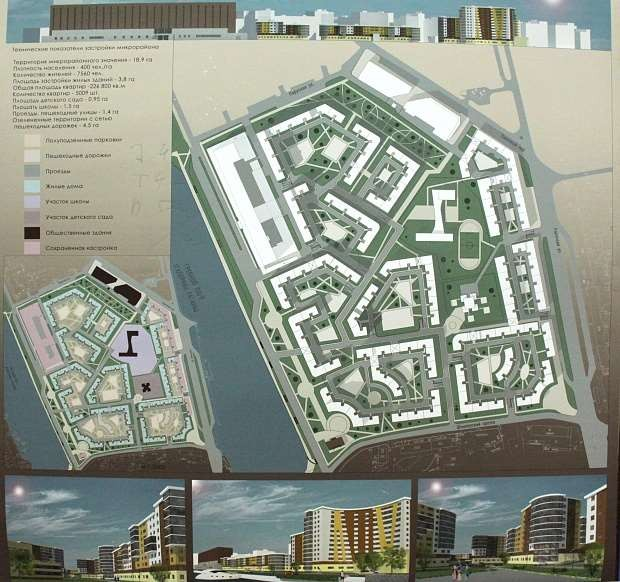 Технические показатели застройки микрорайона
Территория микрорайонного значения - 18,9 га
Плотность населения - 400 чел./га
Количество жителей - 7560 чел.
Площадь застройки жилых зданий - 3,8 га
Общая площадь квартир -226 800 кв.м
Количество квартир - 5009 шт
Площадь детского сада - 0,95 га
Площадь школы - 1,5 га
Проезды, пешеходные улицы - 1,4 га
Озелененные территории с сетью
пешеходных дорожек - 4,5 га
Полуподземные парковки
Пешеходные дорожки
Проезды
Жилые дома
Участок школы
Участок детского сада
Общественные здания
Сохраняемая застройка